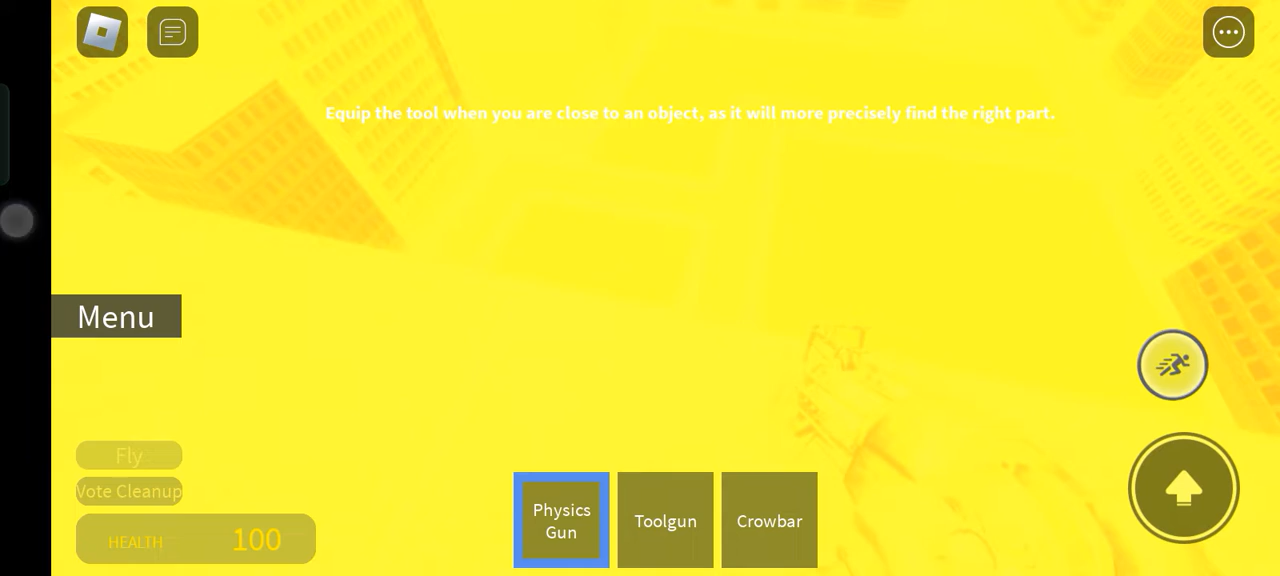 Equip the tool when you are close to an object, as it will more precisely find the right part.
Menu
Fly
Vote Cleanup
HEALTH 100
Physics
Gun
Toolgun
Crowbar